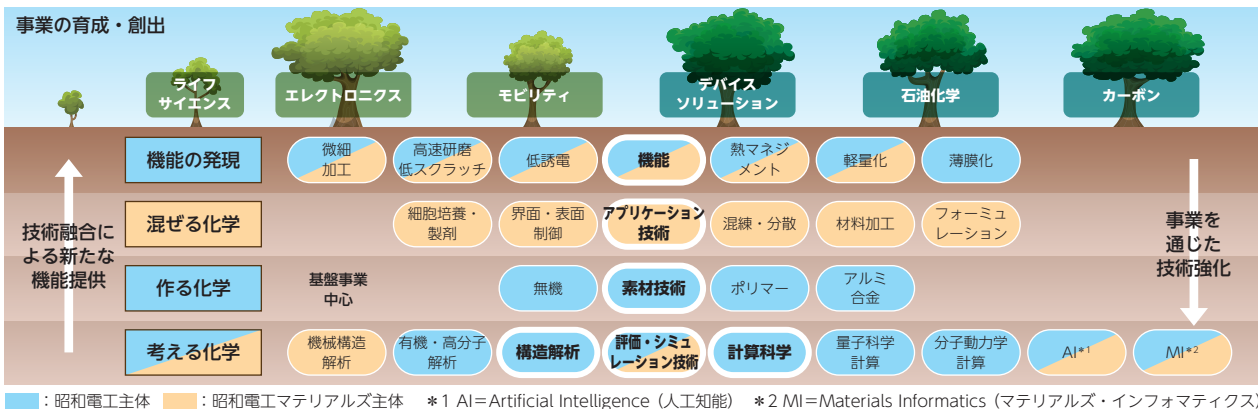 事業の育成・創出
ライフ
サイエンス
エレクトロニクス
モビリティ
デバイス
ソリューション
石油化学
カーボン
技術融合に
よる新たな
機能提供
機能の発現
微細
加工
高速研磨
低スクラッチ
低誘電
機能
熱マネジ
メント
軽量化
薄膜化
混ぜる化学
細胞培養・
製剤
界面・表面
制御
アプリケーション
技術
混練・分散
材料加工
フォーミュ
レーション
作る化学
基盤事業
中心
無機
素材技術
ポリマー
アルミ
合金
考える化学
機械構造
解析
有機・高分子
解析
構造解析
評価・シミュ
レーション技術
計算科学
量子科学
計算
分子動力学
計算
AI*1
MI*2
事業を
通じた
技術強化
：昭和電工主体 ：昭和電工マテリアルズ主体 *1 AI＝Artificial Intelligence（人工知能） *2 MI＝Materials Informatics（マテリアルズ・インフォマティクス